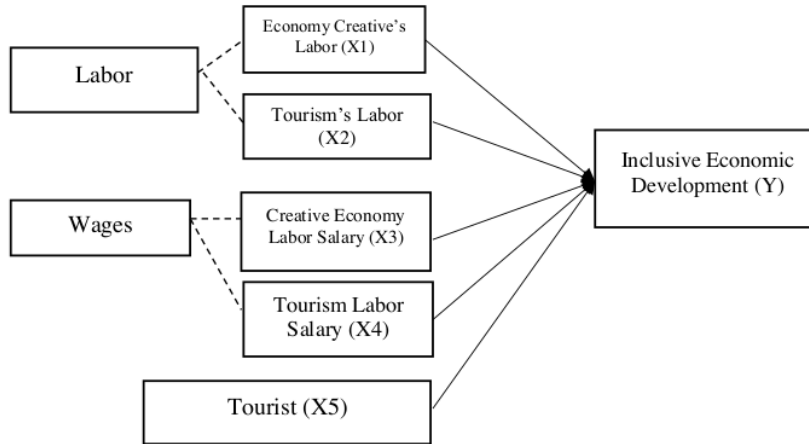 Labor
Economy Creative's
Labor (X1)
Tourism's Labor
(X2)
Wages
Creative Economy
Labor Salary (X3)
Tourism Labor
Salary (X4)
Tourist (X5)
Inclusive Economic
Development (Y)